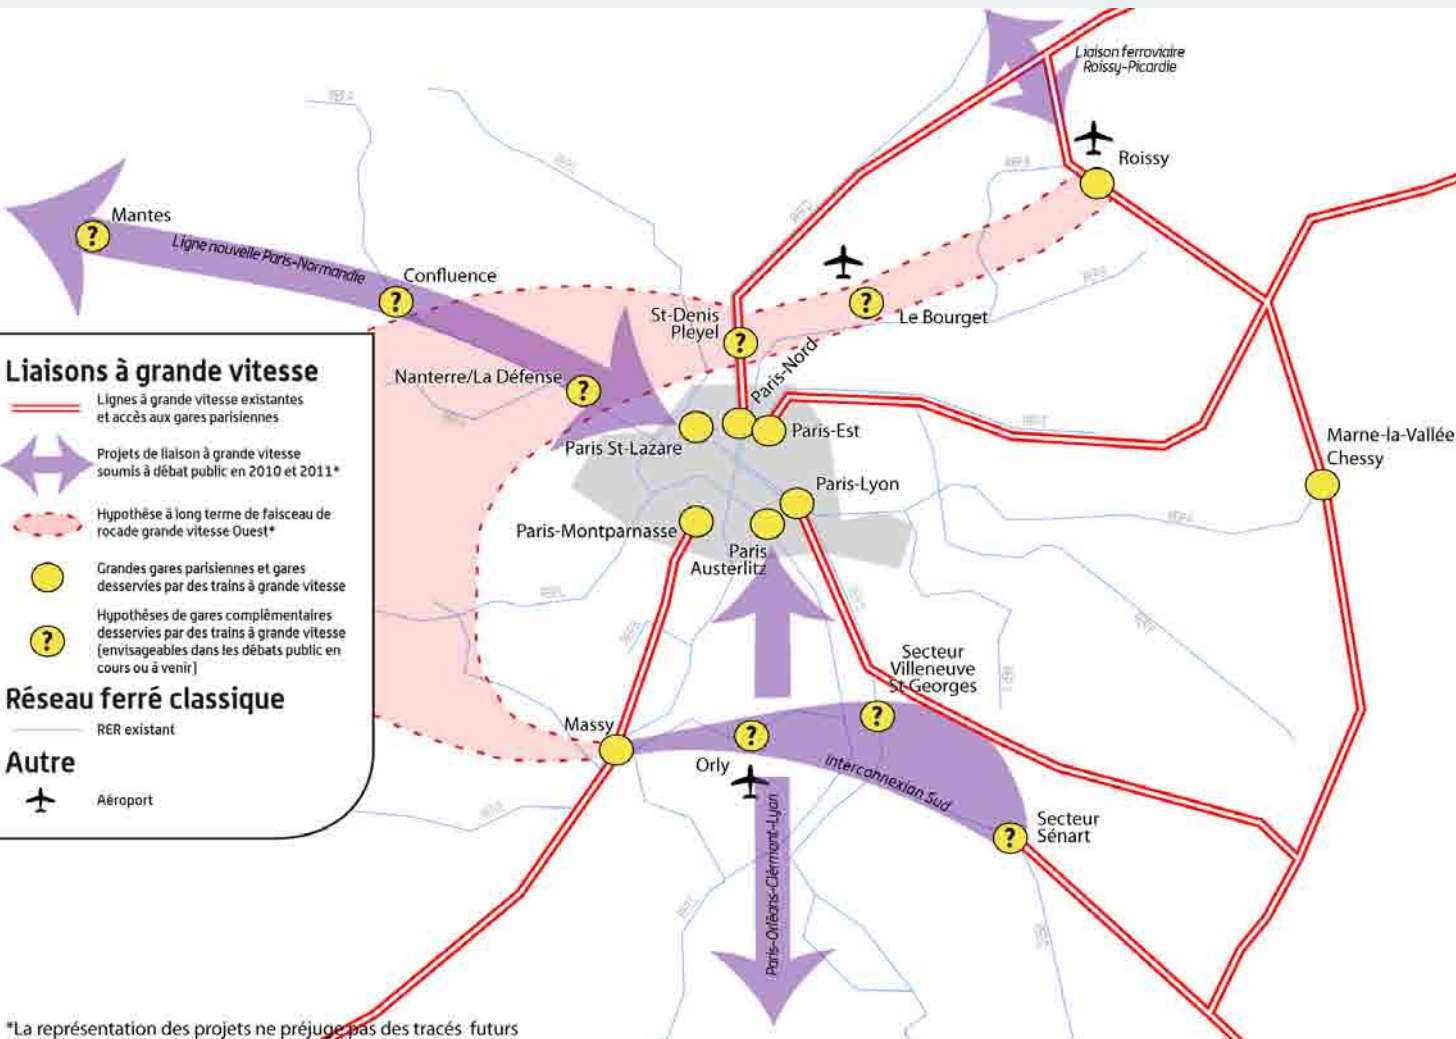 Liaison ferroviaire
Roissy-Picardie
Roissy
Mantes
Ligne nouvelle Paris-Normandie
Confluence
St-Denis
Pleyel
Le Bourget
Paris-Nord
Nanterre/La Défense
Paris St-Lazare
Paris-Est
Marne-la-Vallée
Chessy
Paris-Lyon
Paris-Montparnasse
Paris
Austerlitz
Secteur
Villeneuve
St-Georges
Massy
Orly
Interconnexian Sud
Secteur
Sénart
Paris-Orléans-Clérmont-Lyon
Liaisons à grande vitesse
Lignes à grande vitesse existantes
et accès aux gares parisiennes
Projets de liaison à grande vitesse
soumis à débat public en 2010 et 2011*
Hypothèse à long terme de faisceau de
rocade grande vitesse Ouest*
Grandes gares parisiennes et gares
desservies par des trains à grande vitesse
Hypothèses de gares complémentaires
desservies par des trains à grande vitesse
(envisageables dans les débats public en
cours ou à venir)
Réseau ferré classique
RER existant
Autre
Aéroport
*La représentation des projets ne préjuge pas des tracés futurs